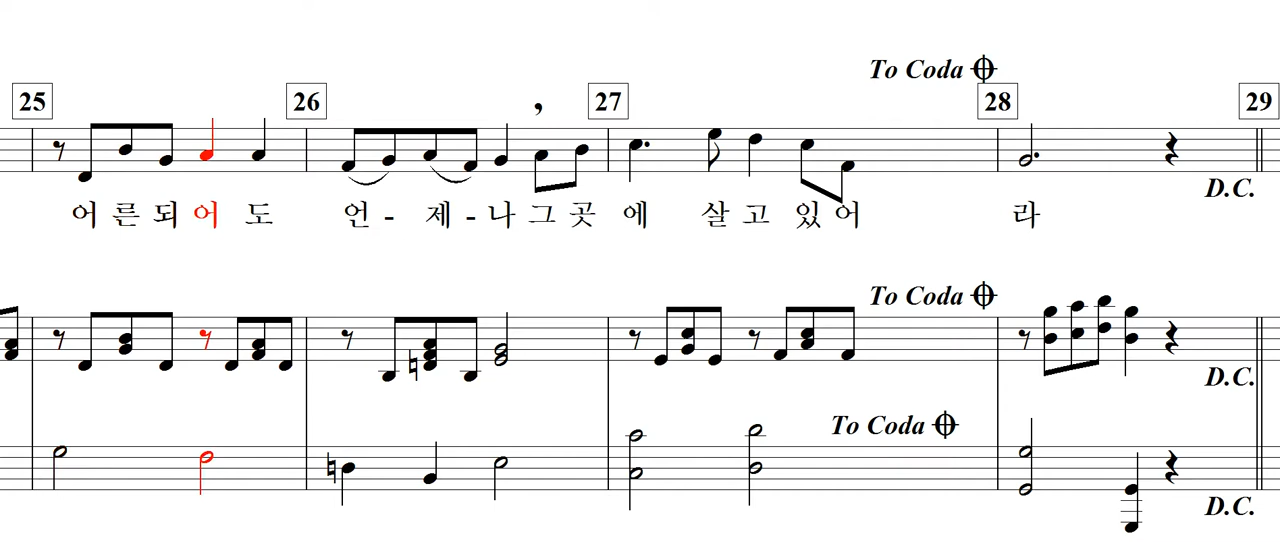 To Coda
25 26 27 28 29
,
D.C.
어 른 되 어 도 언 - 제 - 나 그 곳 에 살 고 있 어 라
To Coda
D.C.
To Coda
D.C.